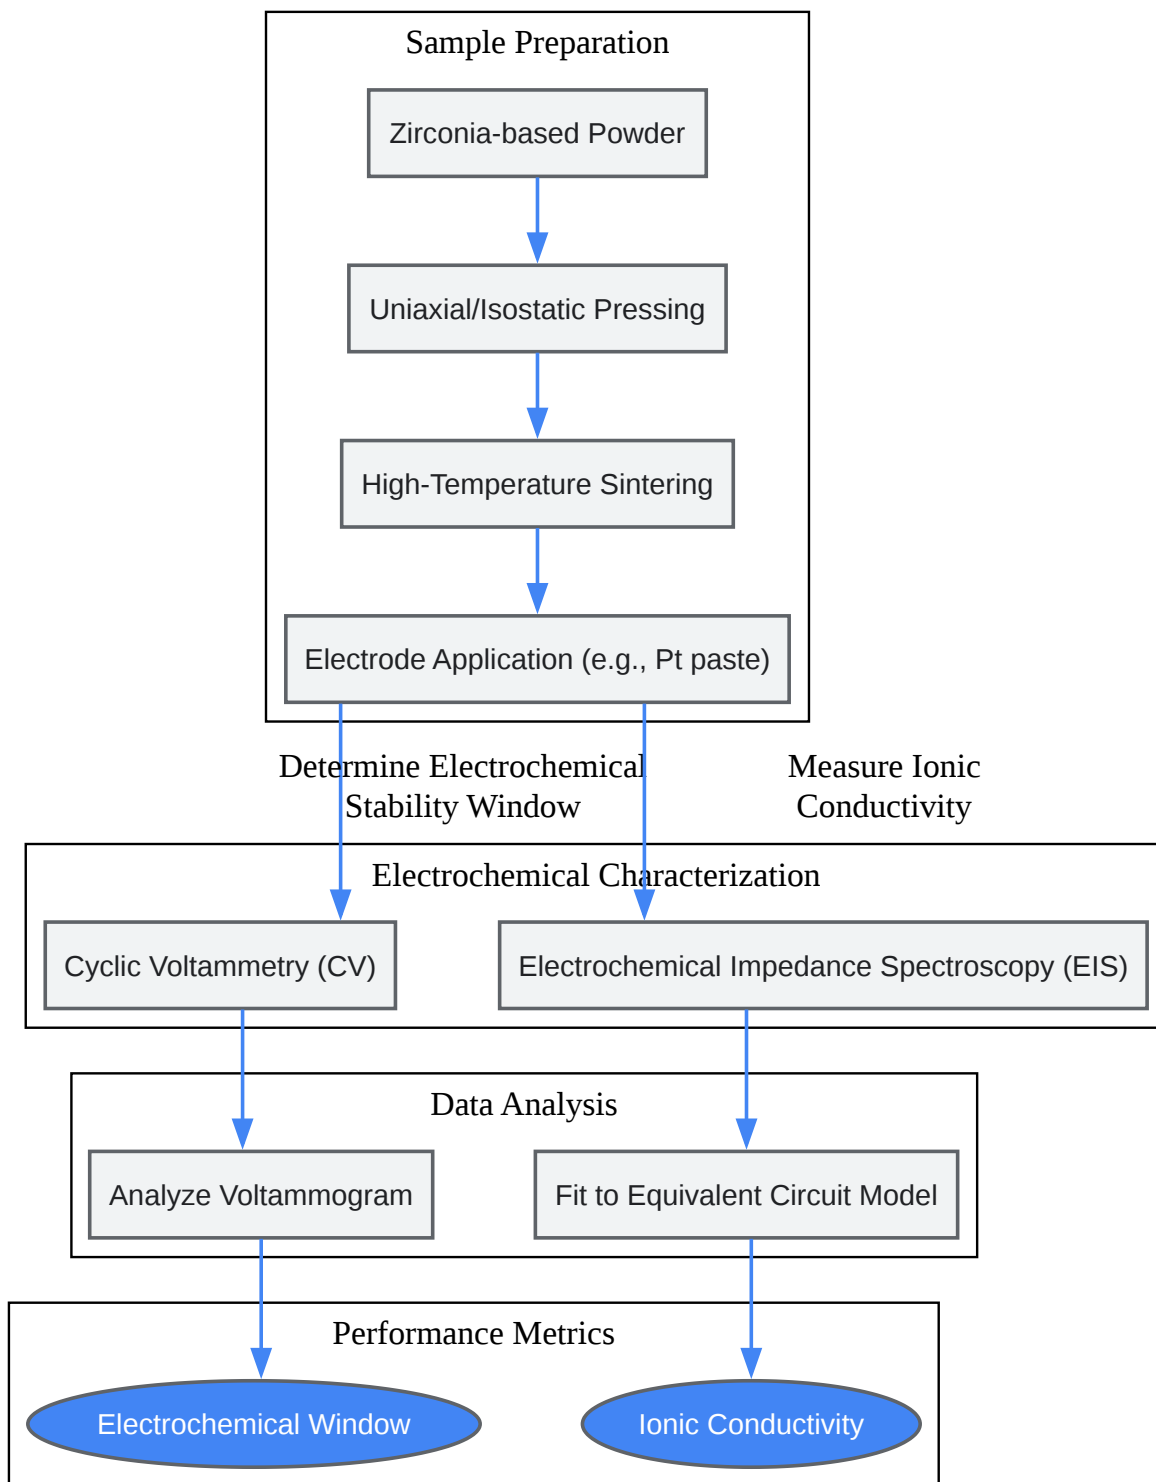 Sample Preparation
Zirconia-based Powder
Uniaxial/Isostatic Pressing
High-Temperature Sintering
Electrode Application (e.g., Pt paste)
Determine Electrochemical
Stability Window
Measure Ionic
Conductivity
Electrochemical Characterization
Cyclic Voltammetry (CV)
Electrochemical Impedance Spectroscopy (EIS)
Data Analysis
Analyze Voltammogram
Fit to Equivalent Circuit Model
Performance Metrics
Electrochemical Window
Ionic Conductivity